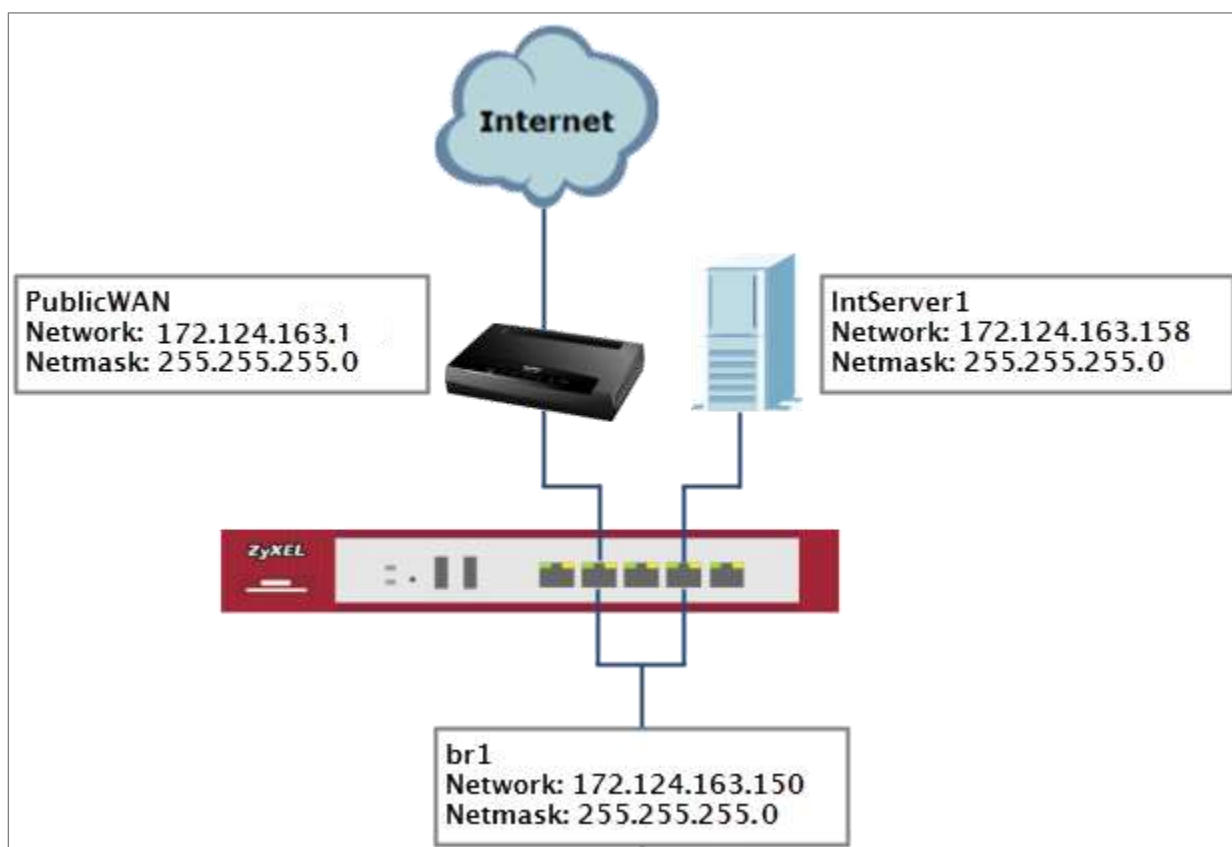 Internet
PublicWAN
Network: 172.124.163.1
Netmask: 255.255.255.0
IntServer1
Network: 172.124.163.158
Netmask: 255.255.255.0
ZyXEL
br1
Network: 172.124.163.150
Netmask: 255.255.255.0